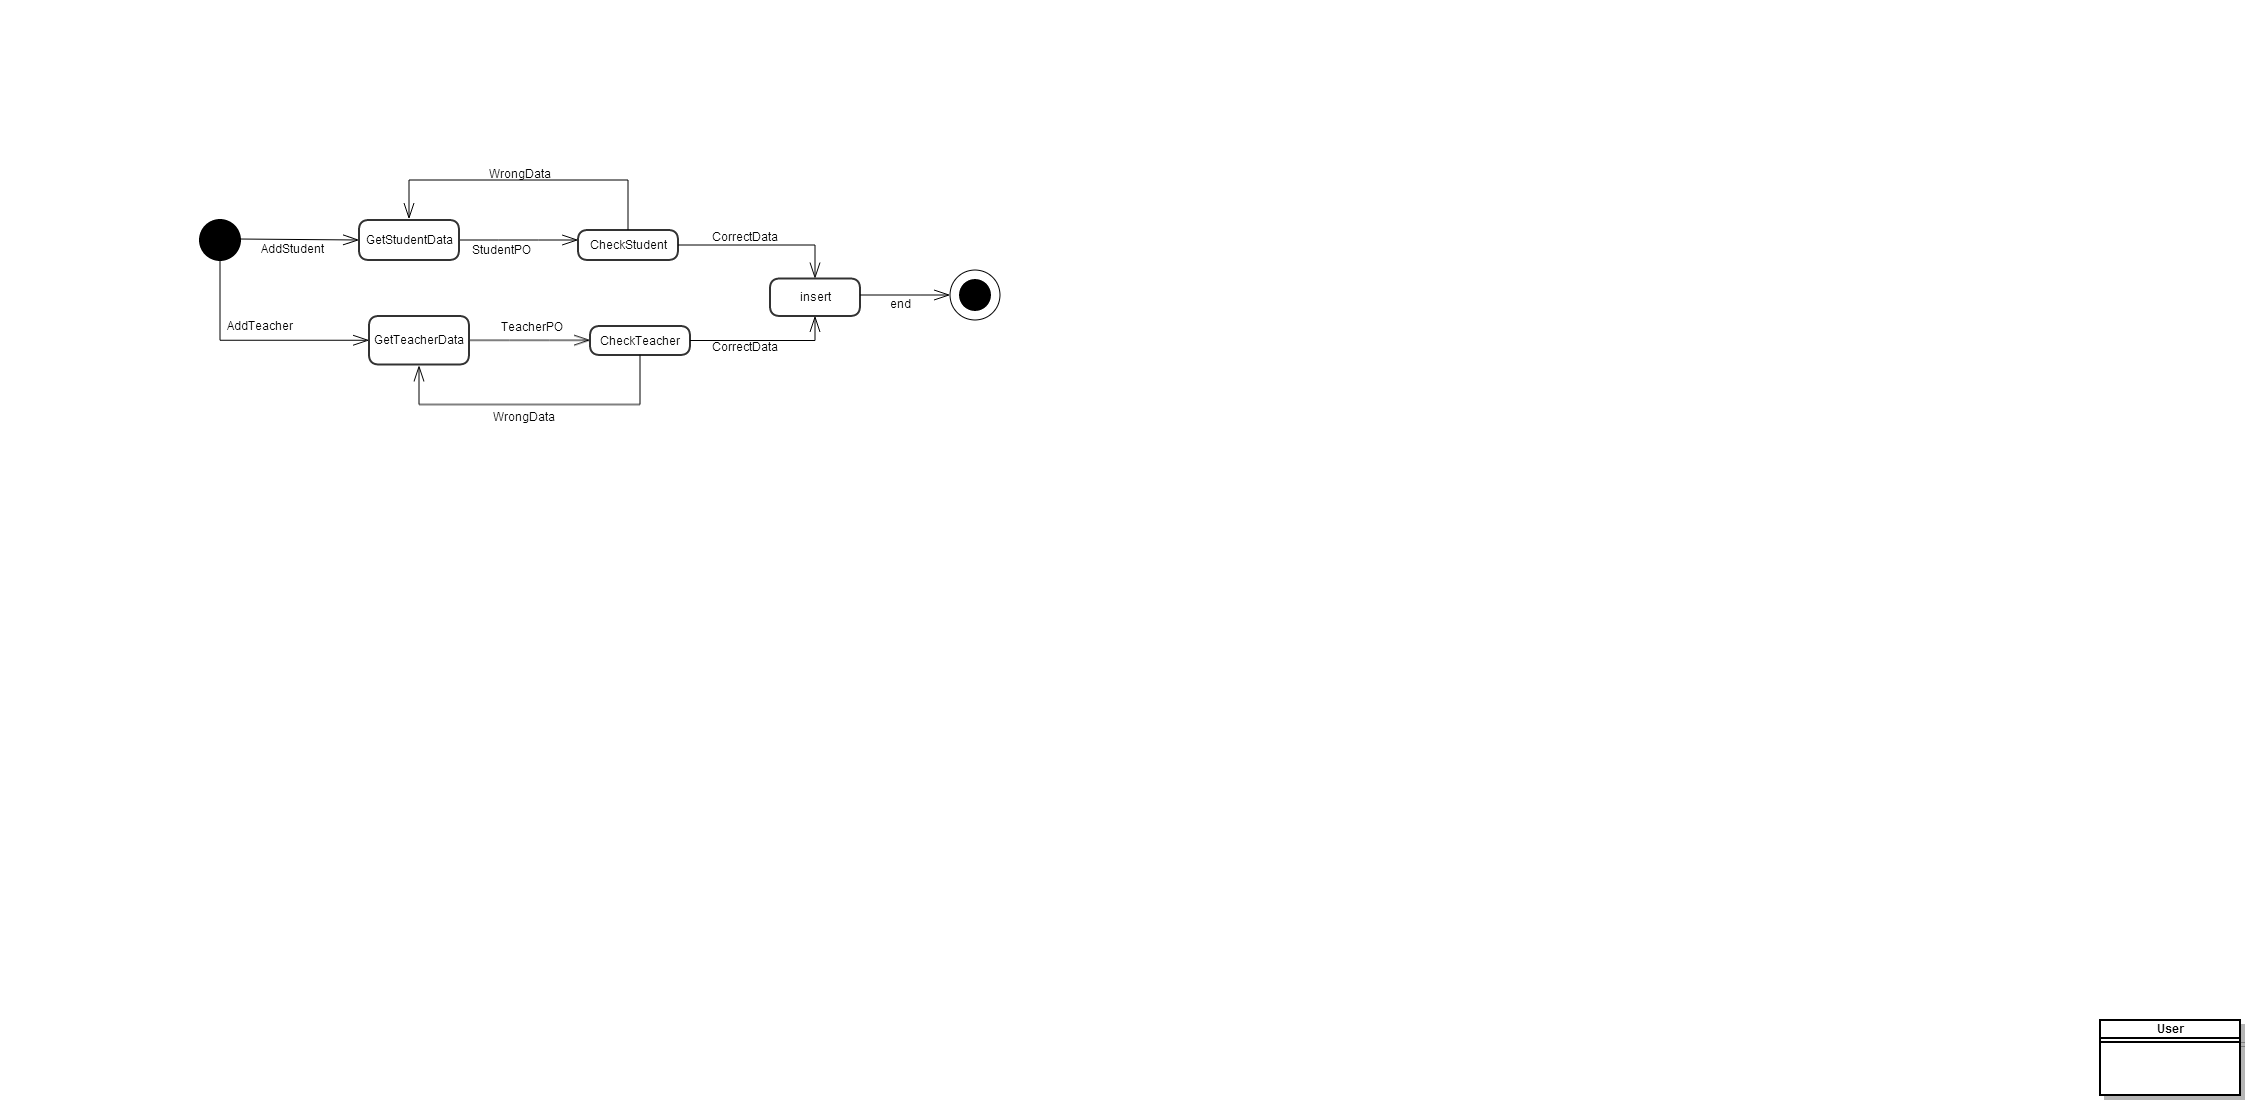 WrongData
GetStudentData
AddStudent
StudentPO
CheckStudent
CorrectData
insert
end
AddTeacher
GetTeacherData
TeacherPO
CheckTeacher
CorrectData
WrongData
User